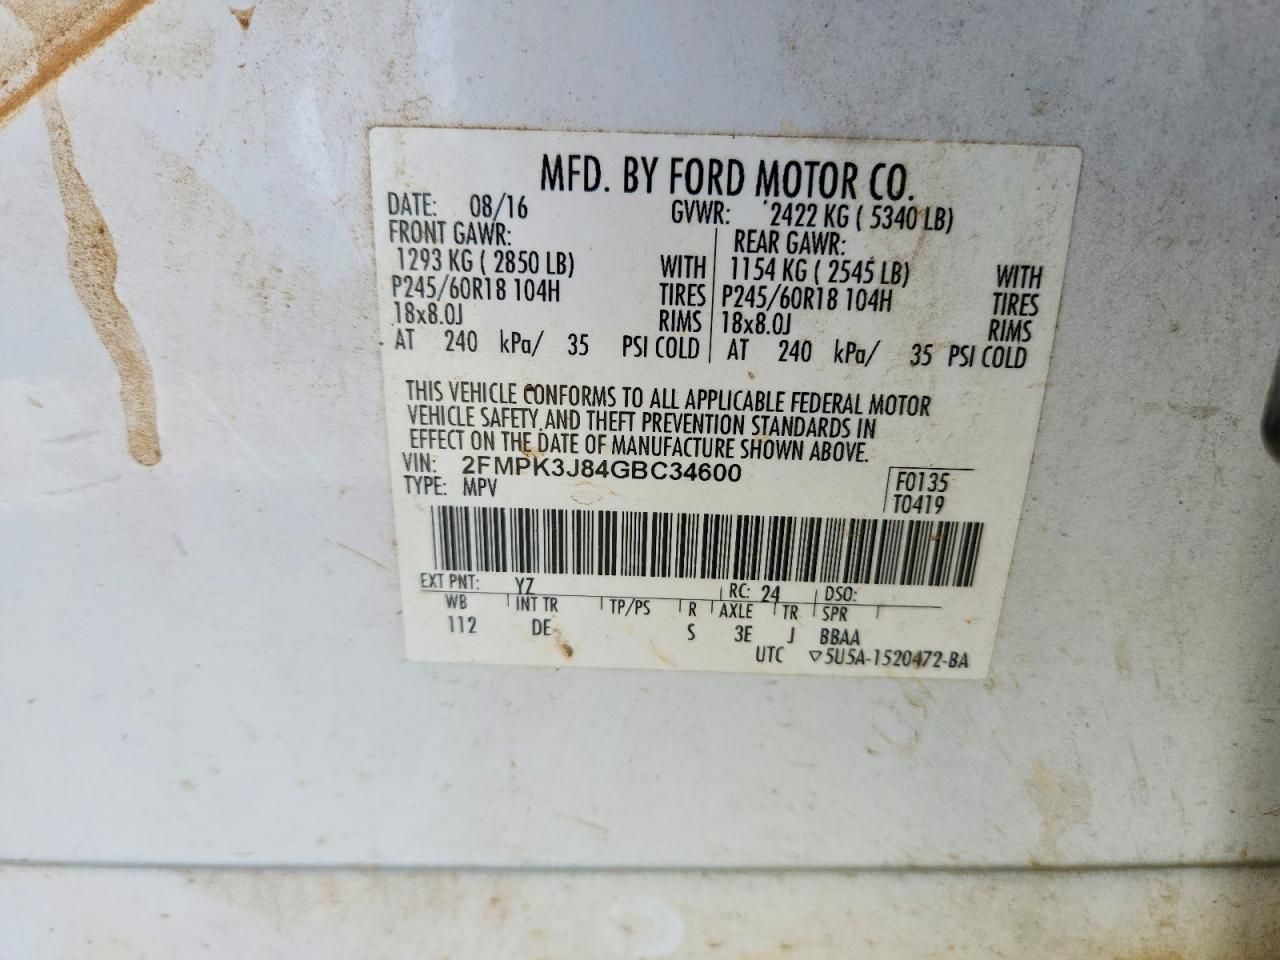 MFD. BY FORD MOTOR CO.
DATE: 08/16 GVWR: 2422 KG ( 5340 LB)
FRONT GAWR: REAR GAWR:
1293 KG ( 2850 LB) WITH 1154 KG ( 2545 LB) WITH
P245/60R18 104H TIRES P245/60R18 104H TIRES
18x8.0J RIMS 18x8.0J RIMS
AT 240 kPa/ 35 PSI COLD AT 240 kPa/ 35 PSI COLD
THIS VEHICLE CONFORMS TO ALL APPLICABLE FEDERAL MOTOR
VEHICLE SAFETY AND THEFT PREVENTION STANDARDS IN
EFFECT ON THE DATE OF MANUFACTURE SHOWN ABOVE.
VIN: 2FMPK3J84GBC34600 F0135
TYPE: MPV T0419
EXT PNT: YZ RC: 24 DSO:
WB INT TR TP/PS R AXLE TR SPR
112 DE S 3E J BBAA
UTC ▽5U5A-1520472-BA